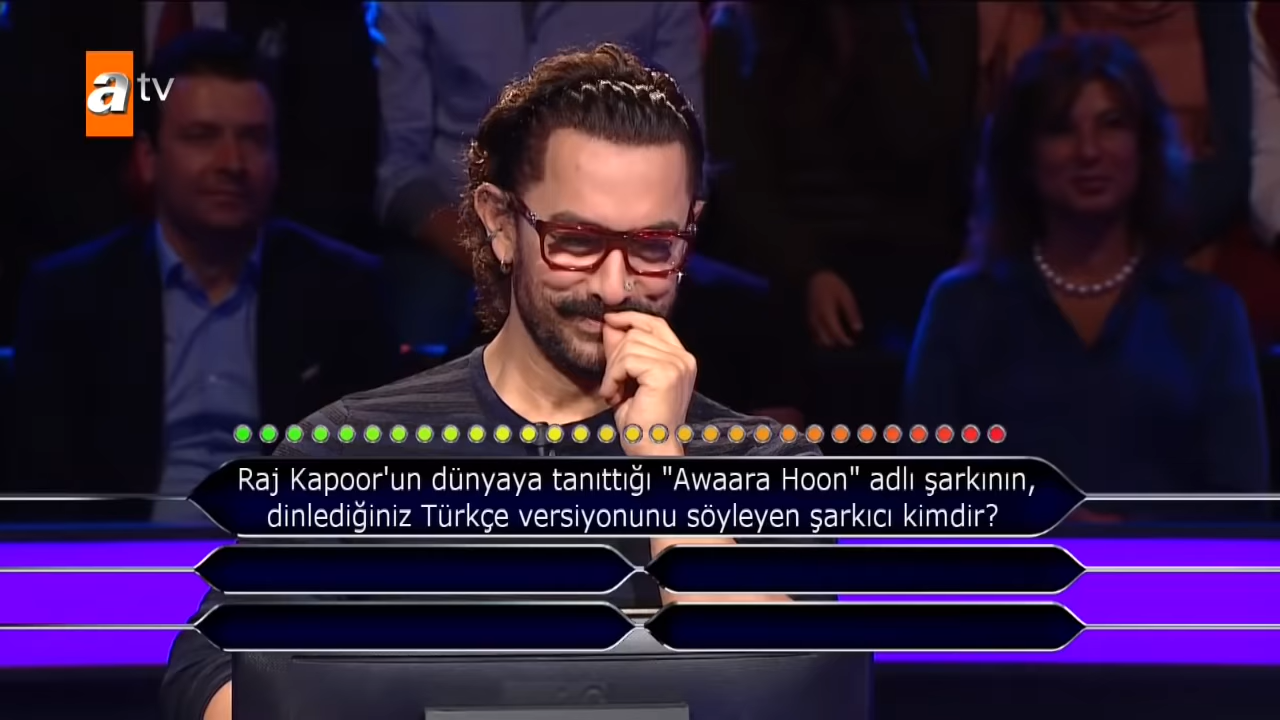 atv
Raj Kapoor'un dünyaya tanıttığı "Awaara Hoon" adlı şarkının,
dinlediğiniz Türkçe versiyonunu söyleyen şarkıcı kimdir?